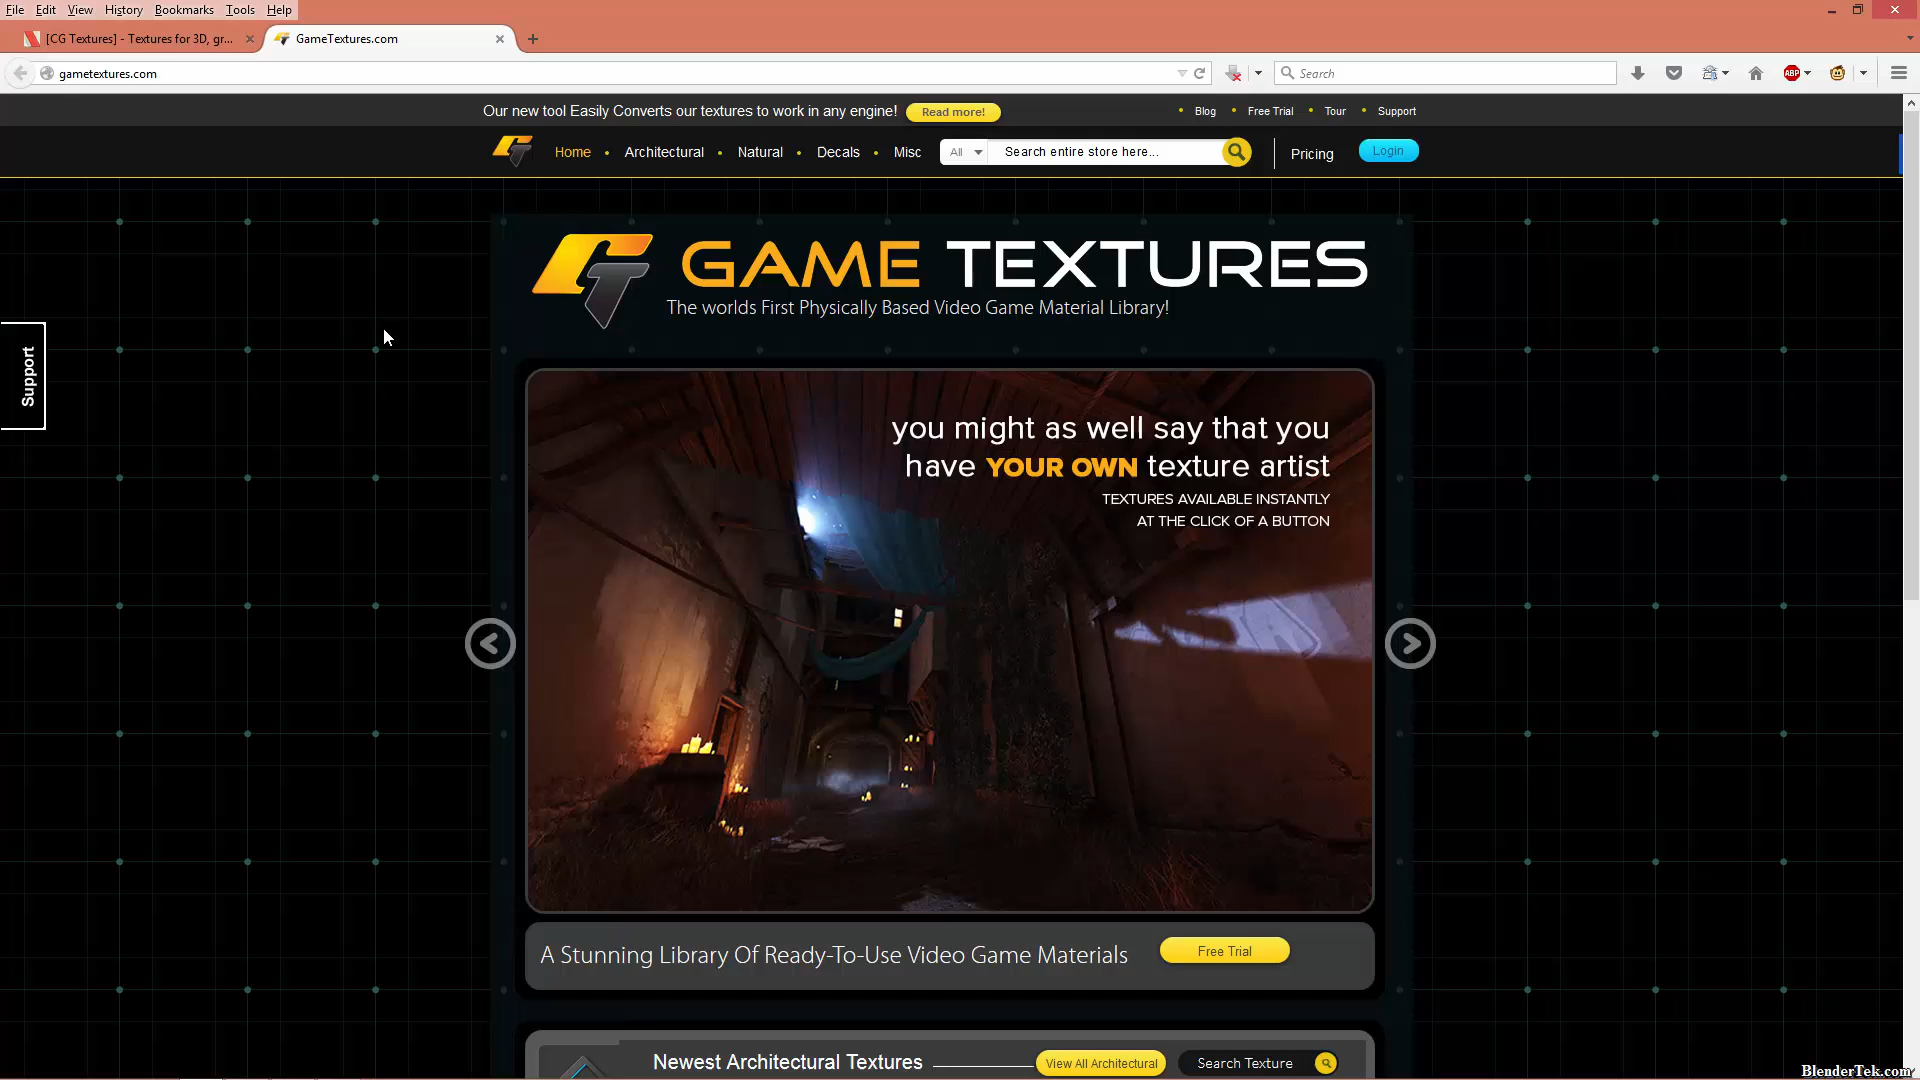 File Edit View History Bookmarks Tools Help
[CG Textures] - Textures for 3D, gr...
GameTextures.com
gametextures.com
Search
ABP
Our new tool Easily Converts our textures to work in any engine! Read more!
Blog Free Trial Tour Support
Home Architectural Natural Decals Misc
All Search entire store here...
Pricing Login
GAME TEXTURES
The worlds First Physically Based Video Game Material Library!
Support
you might as well say that you
have YOUR OWN texture artist
TEXTURES AVAILABLE INSTANTLY
AT THE CLICK OF A BUTTON
A Stunning Library Of Ready-To-Use Video Game Materials Free Trial
Newest Architectural Textures View All Architectural Search Texture
BlenderTek.com